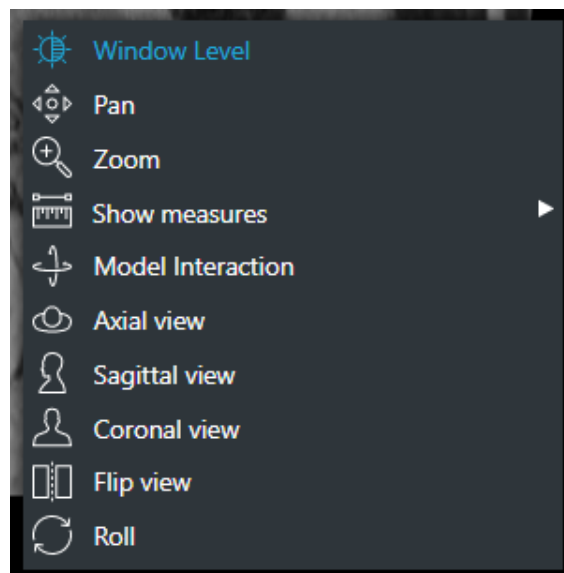 Window Level
Pan
Zoom
Show measures
Model Interaction
Axial view
Sagittal view
Coronal view
Flip view
Roll